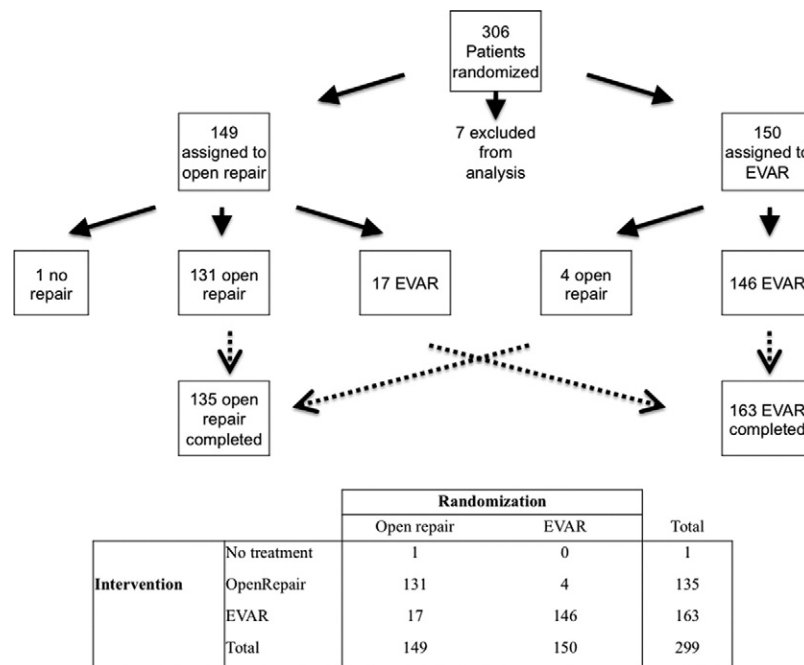 306
Patients
randomized
149
assigned to
open repair
7 excluded
from
analysis
150
assigned to
EVAR
1 no
repair
131 open
repair
17 EVAR
4 open
repair
146 EVAR
135 open
repair
completed
163 EVAR
completed
Randomization
Open repair EVAR Total
No treatment 1 0 1
Intervention OpenRepair 131 4 135
EVAR 17 146 163
Total 149 150 299